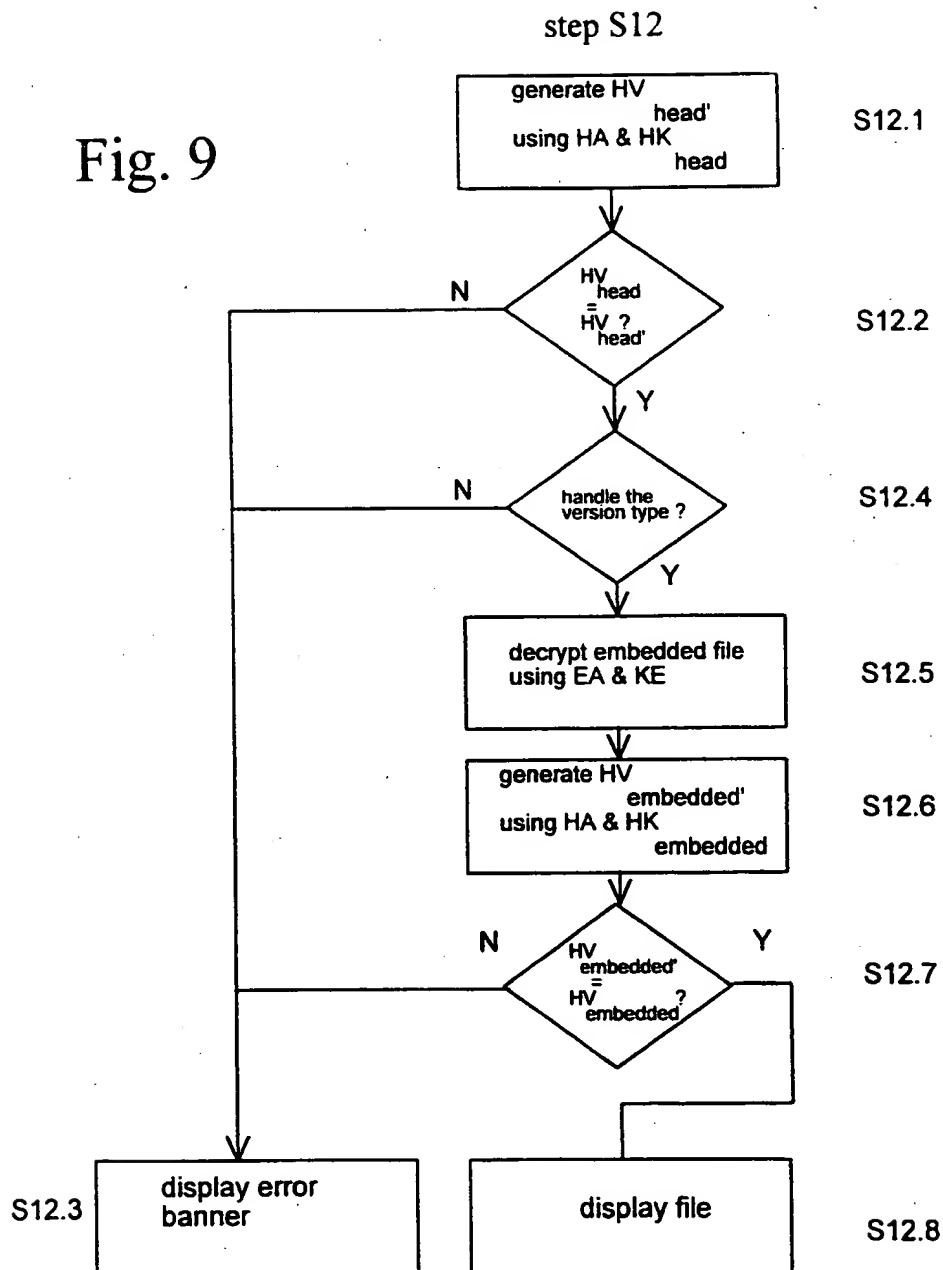 step S12
Fig. 9
generate HV
head'
using HA & HK
head
S12.1
N
HV
head
=
HV ?
head'
S12.2
Y
N
handle the
version type ?
S12.4
Y
decrypt embedded file
using EA & KE
S12.5
generate HV
embedded'
using HA & HK
embedded
S12.6
N
HV
embedded'
=
HV ?
embedded
Y
S12.7
S12.3
display error
banner
display file
S12.8